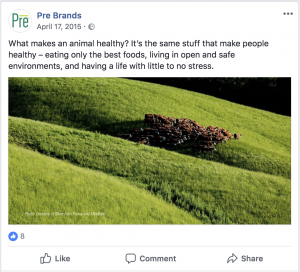 Pre
Pre Brands
April 17, 2015 ·
What makes an animal healthy? It's the same stuff that make people
healthy – eating only the best foods, living in open and safe
environments, and having a life with little to no stress.
8
Like Comment Share